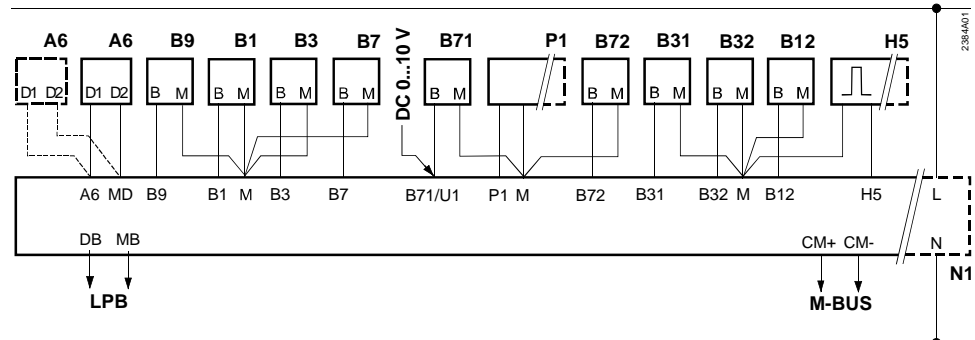 2384A01
A6 A6 B9 B1 B3 B7 DC 0...10 V B71 P1 B72 B31 B32 B12 H5
D1 D2 D1 D2 B M B M B M B M B M B M B M B M B M
A6 MD B9 B1 M B3 B7 B71/U1 P1 M B72 B31 B32 M B12 H5 L
DB MB CM+ CM- N
N1
LPB M-BUS